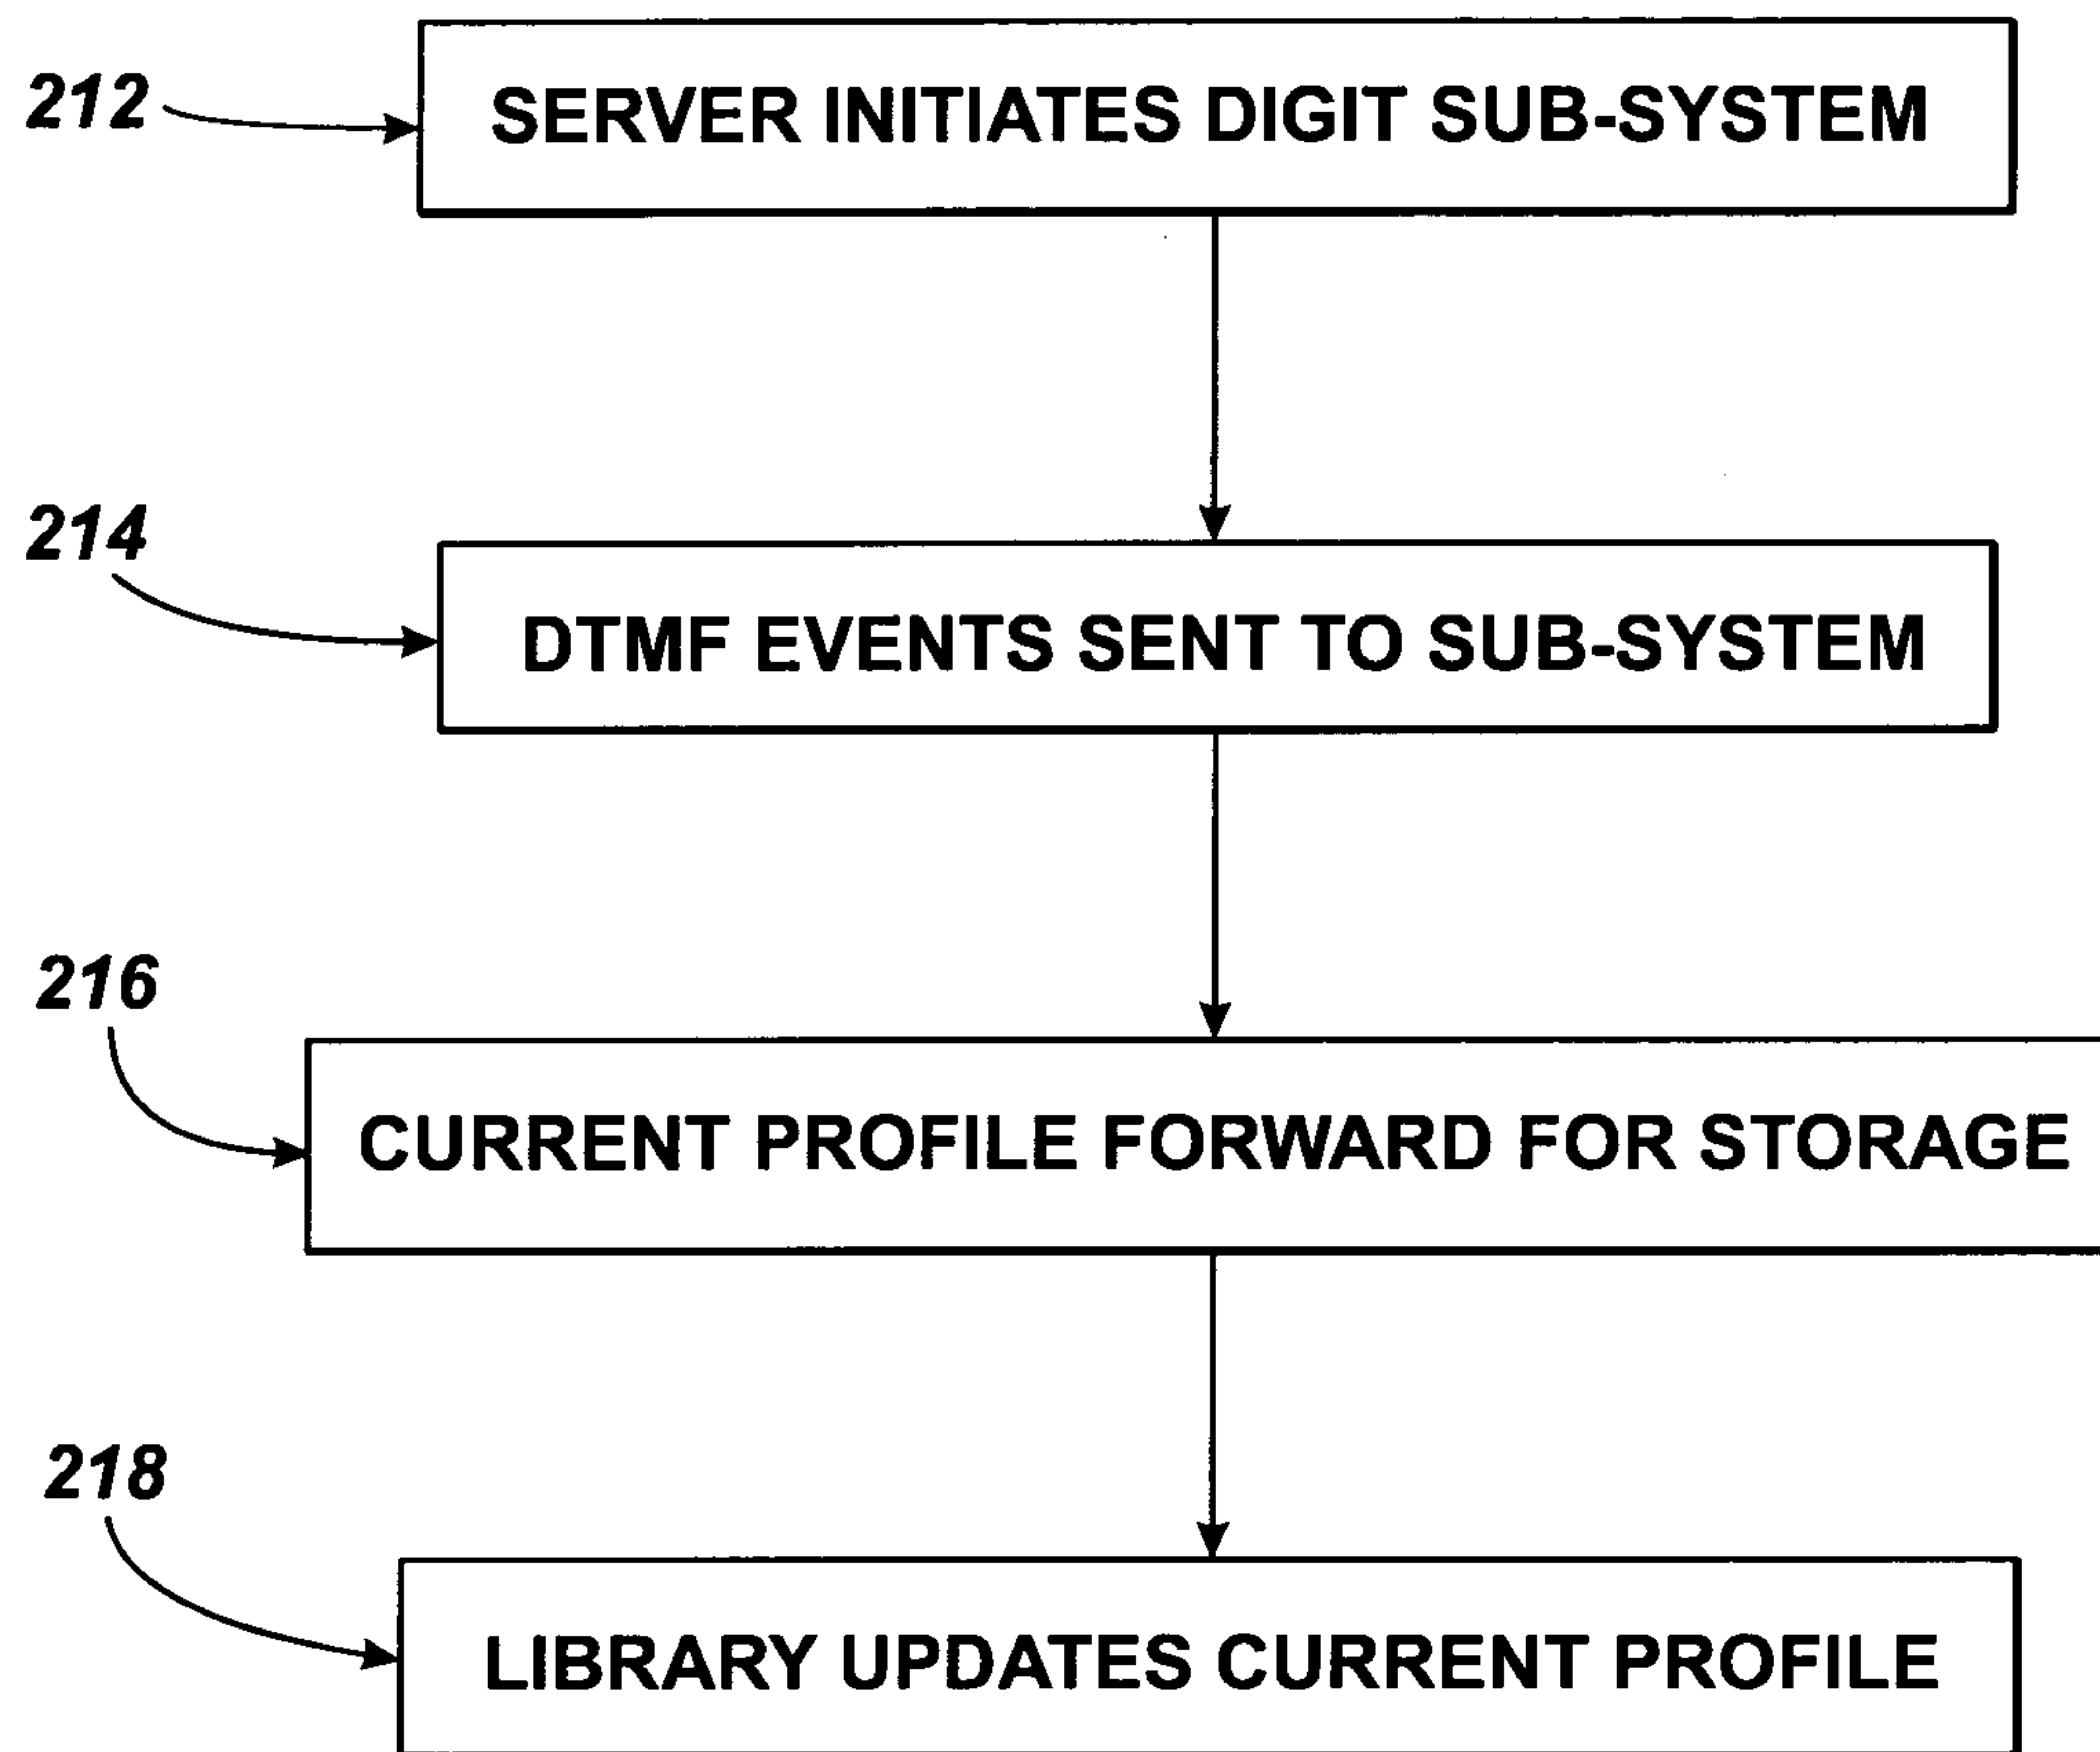 212
SERVER INITIATES DIGIT SUB-SYSTEM
214
DTMF EVENTS SENT TO SUB-SYSTEM
216
CURRENT PROFILE FORWARD FOR STORAGE
218
LIBRARY UPDATES CURRENT PROFILE